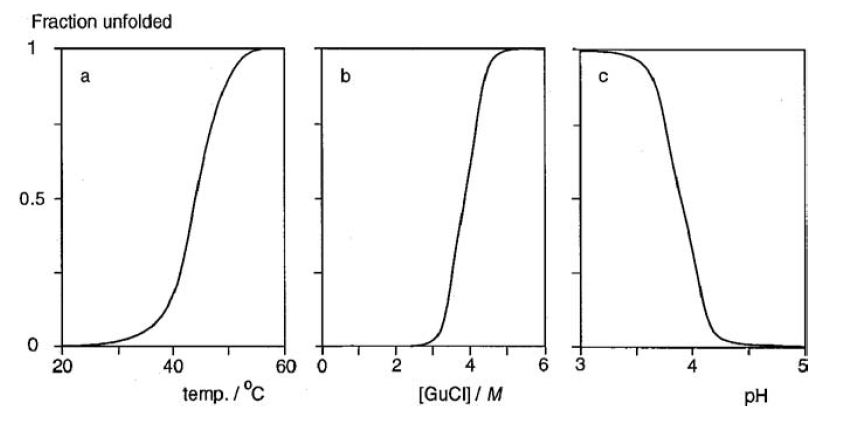 Fraction unfolded
1
0.5
0
a
20 40 60
temp. / °C
b
0 2 4 6
[GuCl] / M
c
3 4 5
pH